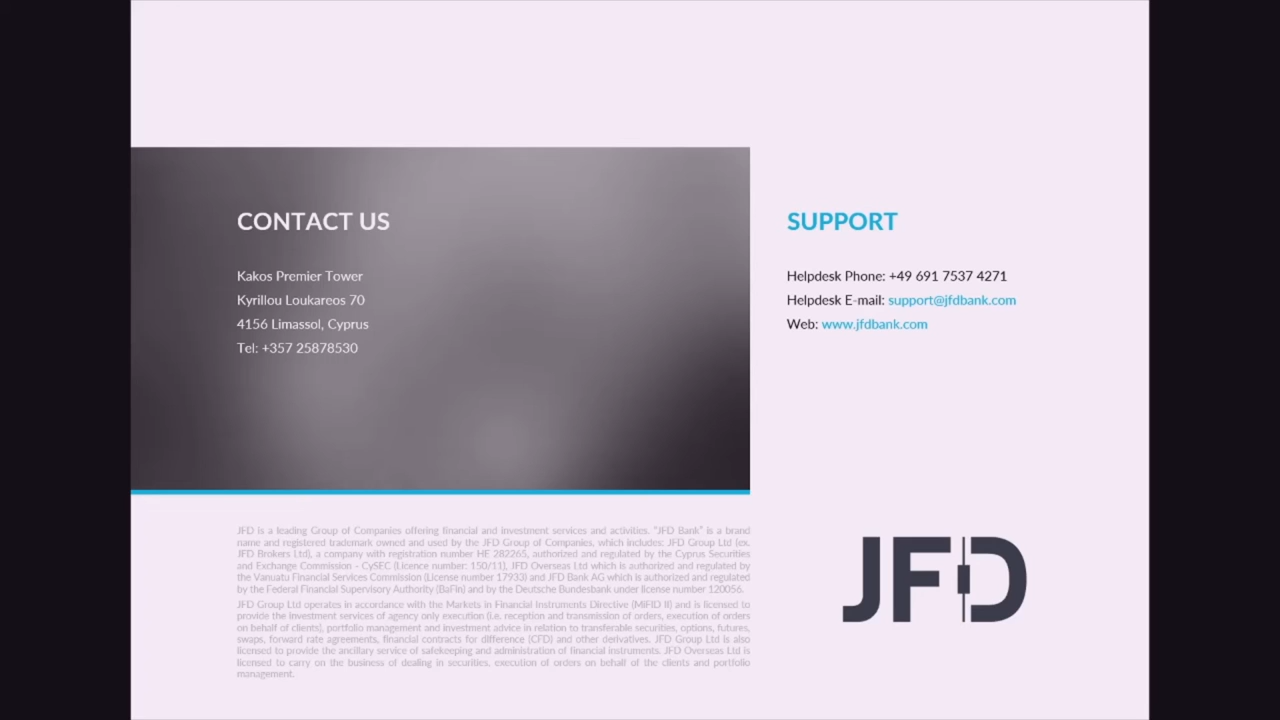 CONTACT US
Kakos Premier Tower
Kyrillou Loukareos 70
4156 Limassol, Cyprus
Tel: +357 25878530
SUPPORT
Helpdesk Phone: +49 691 7537 4271
Helpdesk E-mail: support@jfdbank.com
Web: www.jfdbank.com
JFD is a leading Group of Companies offering financial and investment services and activities. "JFD Bank" is a brand
name and registered trademark owned and used by the JFD Group of Companies, which includes: JFD Group Ltd (ex.
JFD Brokers Ltd), a company with registration number HE 282265, authorized and regulated by the Cyprus Securities
and Exchange Commission - CySEC (Licence number: 150/11), JFD Overseas Ltd which is authorized and regulated by
the Vanuatu Financial Services Commission (License number 17933) and JFD Bank AG which is authorized and regulated
by the Federal Financial Supervisory Authority (BaFin) and by the Deutsche Bundesbank under license number 120056.
JFD Group Ltd operates in accordance with the Markets in Financial Instruments Directive (MiFID II) and is licensed to
provide the investment services of agency only execution (i.e. reception and transmission of orders, execution of orders
on behalf of clients), portfolio management and investment advice in relation to transferable securities, options, futures,
swaps, forward rate agreements, financial contracts for difference (CFD) and other derivatives. JFD Group Ltd is also
licensed to provide the ancillary service of safekeeping and administration of financial instruments. JFD Overseas Ltd is
licensed to carry on the business of dealing in securities, execution of orders on behalf of the clients and portfolio
management.
JFD